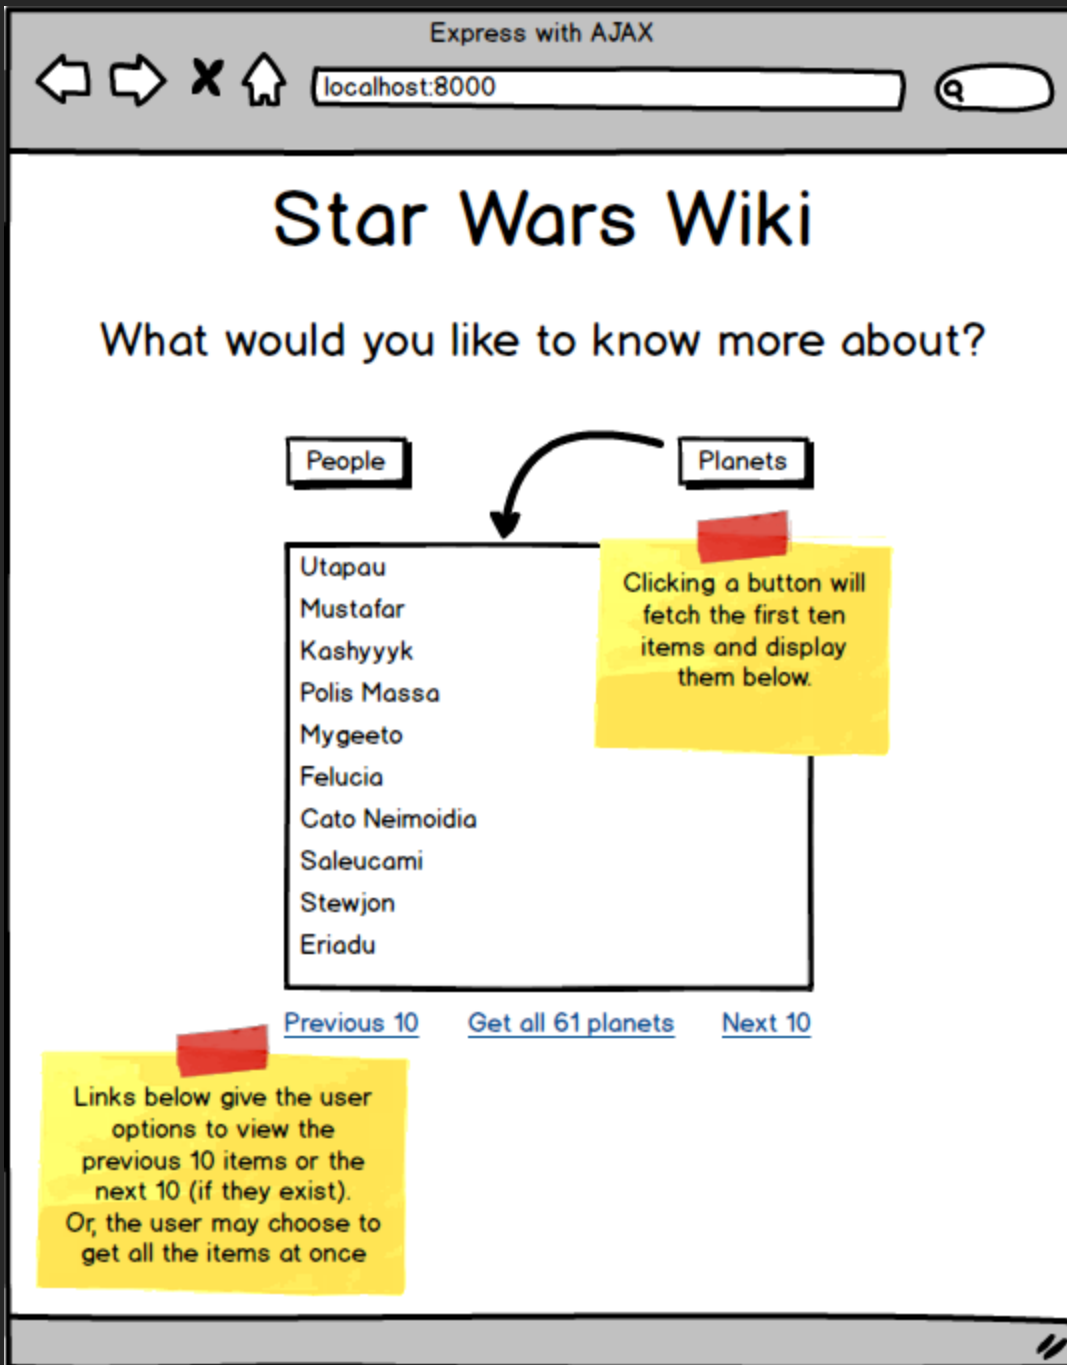 Express with AJAX
localhost:8000
Star Wars Wiki
What would you like to know more about?
People
Planets
Utapau
Mustafar
Kashyyyk
Polis Massa
Mygeeto
Felucia
Cato Neimoidia
Saleucami
Stewjon
Eriadu
Clicking a button will
fetch the first ten
items and display
them below.
Previous 10
Get all 61 planets
Next 10
Links below give the user
options to view the
previous 10 items or the
next 10 (if they exist).
Or, the user may choose to
get all the items at once